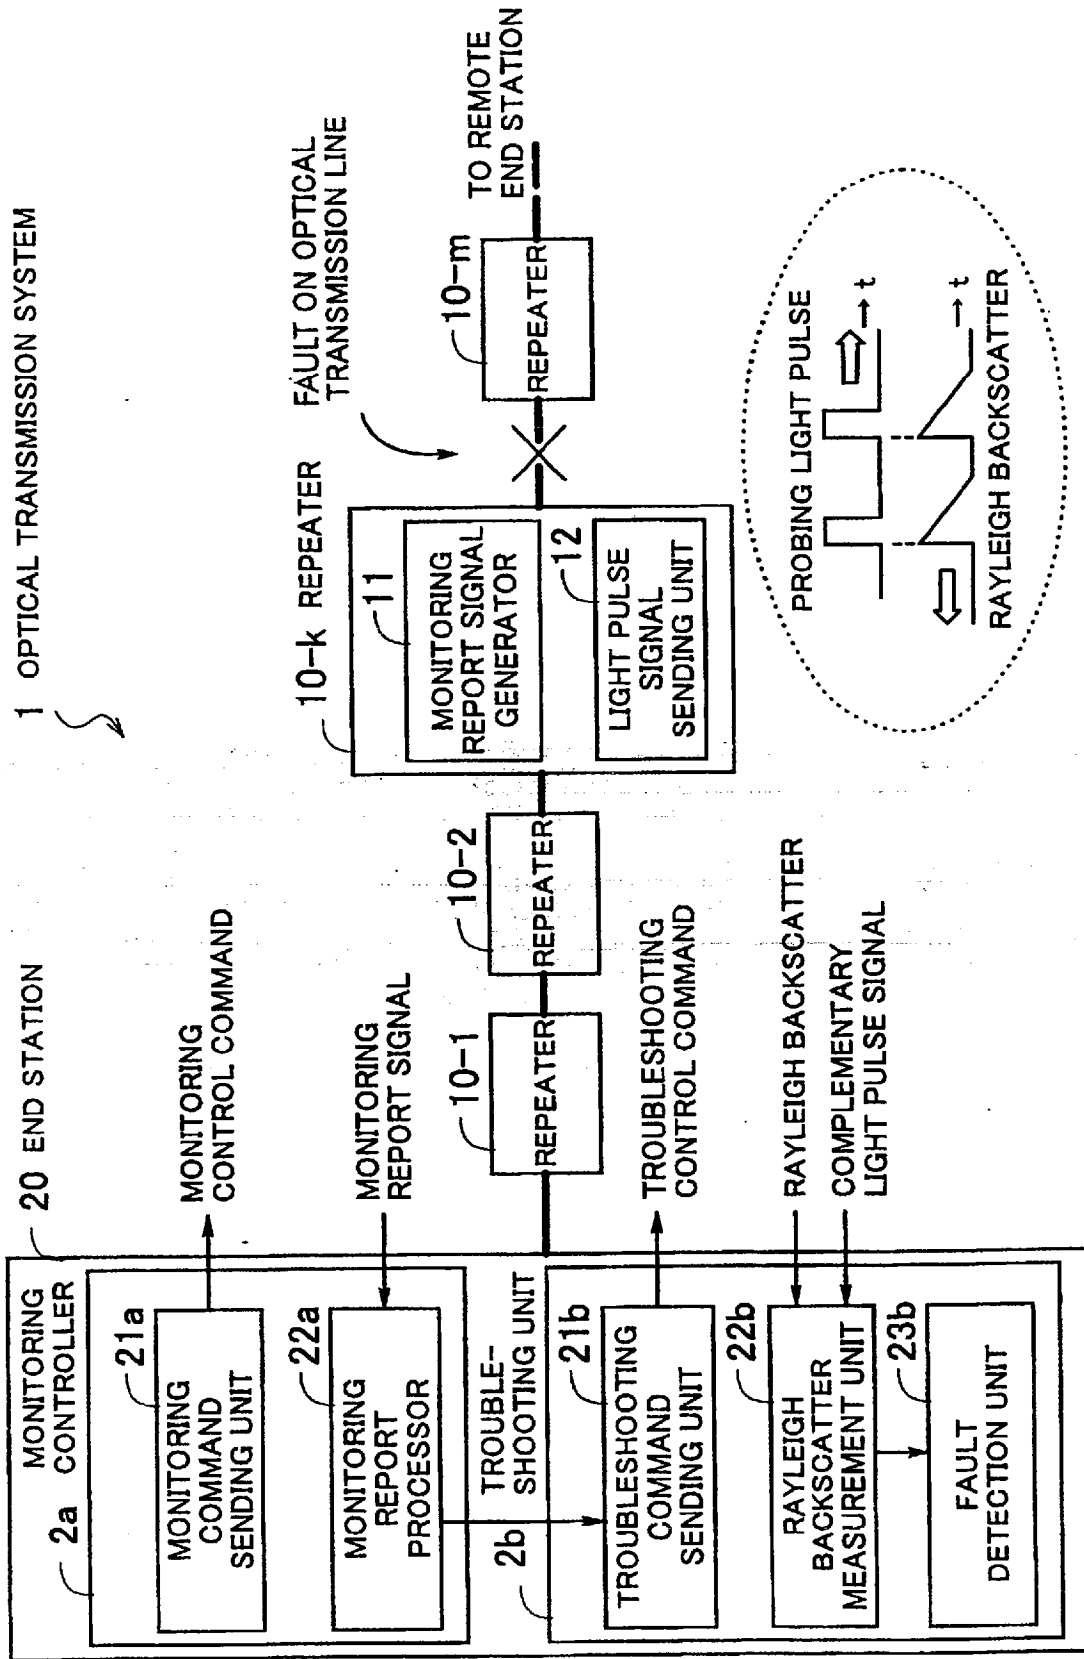 1 OPTICAL TRANSMISSION SYSTEM
20 END STATION
MONITORING
CONTROLLER
2a
21a
MONITORING
COMMAND
SENDING UNIT
MONITORING
CONTROL COMMAND
22a
MONITORING
REPORT
PROCESSOR
MONITORING
REPORT SIGNAL
TROUBLE-
SHOOTING UNIT
2b
21b
TROUBLESHOOTING
COMMAND
SENDING UNIT
TROUBLESHOOTING
CONTROL COMMAND
22b
RAYLEIGH
BACKSCATTER
MEASUREMENT UNIT
RAYLEIGH BACKSCATTER
COMPLEMENTARY
LIGHT PULSE SIGNAL
23b
FAULT
DETECTION UNIT
10-1
REPEATER
10-2
REPEATER
10-k REPEATER
11
MONITORING
REPORT SIGNAL
GENERATOR
12
LIGHT PULSE
SIGNAL
SENDING UNIT
FAULT ON OPTICAL
TRANSMISSION LINE
10-m
REPEATER
TO REMOTE
END STATION
PROBING LIGHT PULSE
t
t
RAYLEIGH BACKSCATTER